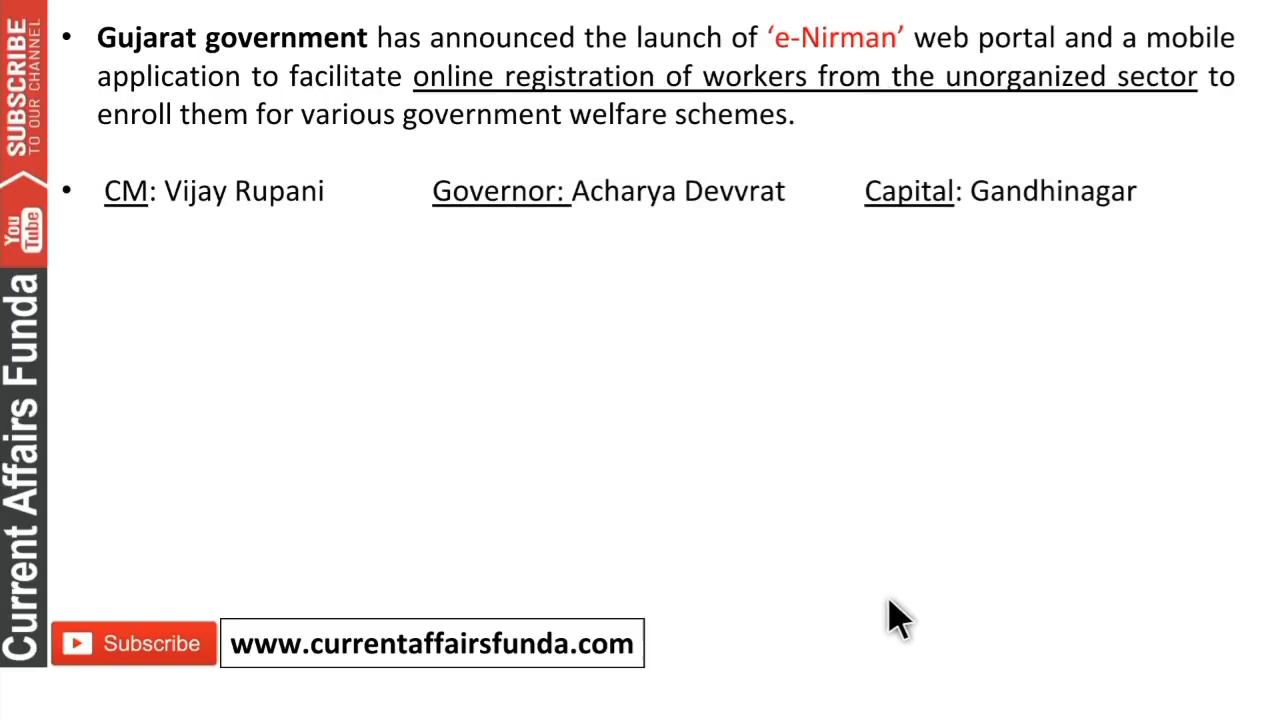 • Gujarat government has announced the launch of ‘e-Nirman’ web portal and a mobile
application to facilitate online registration of workers from the unorganized sector to
enroll them for various government welfare schemes.
• CM: Vijay Rupani Governor: Acharya Devvrat Capital: Gandhinagar
SUBSCRIBE
TO OUR CHANNEL
You
Tube
Current Affairs Funda
Subscribe
www.currentaffairsfunda.com